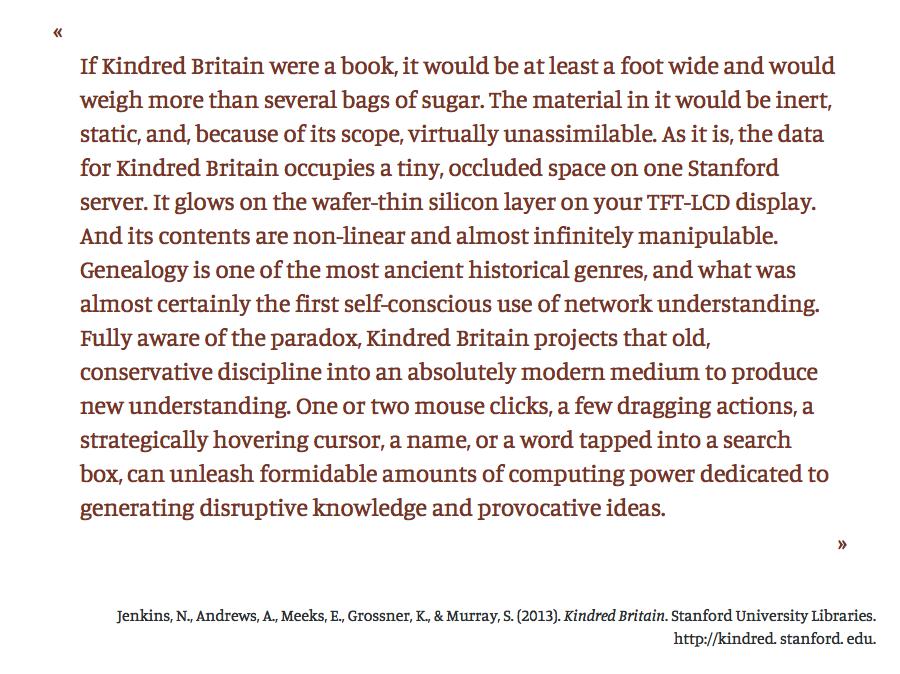 «
If Kindred Britain were a book, it would be at least a foot wide and would
weigh more than several bags of sugar. The material in it would be inert,
static, and, because of its scope, virtually unassimilable. As it is, the data
for Kindred Britain occupies a tiny, occluded space on one Stanford
server. It glows on the wafer-thin silicon layer on your TFT-LCD display.
And its contents are non-linear and almost infinitely manipulable.
Genealogy is one of the most ancient historical genres, and what was
almost certainly the first self-conscious use of network understanding.
Fully aware of the paradox, Kindred Britain projects that old,
conservative discipline into an absolutely modern medium to produce
new understanding. One or two mouse clicks, a few dragging actions, a
strategically hovering cursor, a name, or a word tapped into a search
box, can unleash formidable amounts of computing power dedicated to
generating disruptive knowledge and provocative ideas.
»
Jenkins, N., Andrews, A., Meeks, E., Grossner, K., & Murray, S. (2013). Kindred Britain. Stanford University Libraries.
http://kindred. stanford. edu.